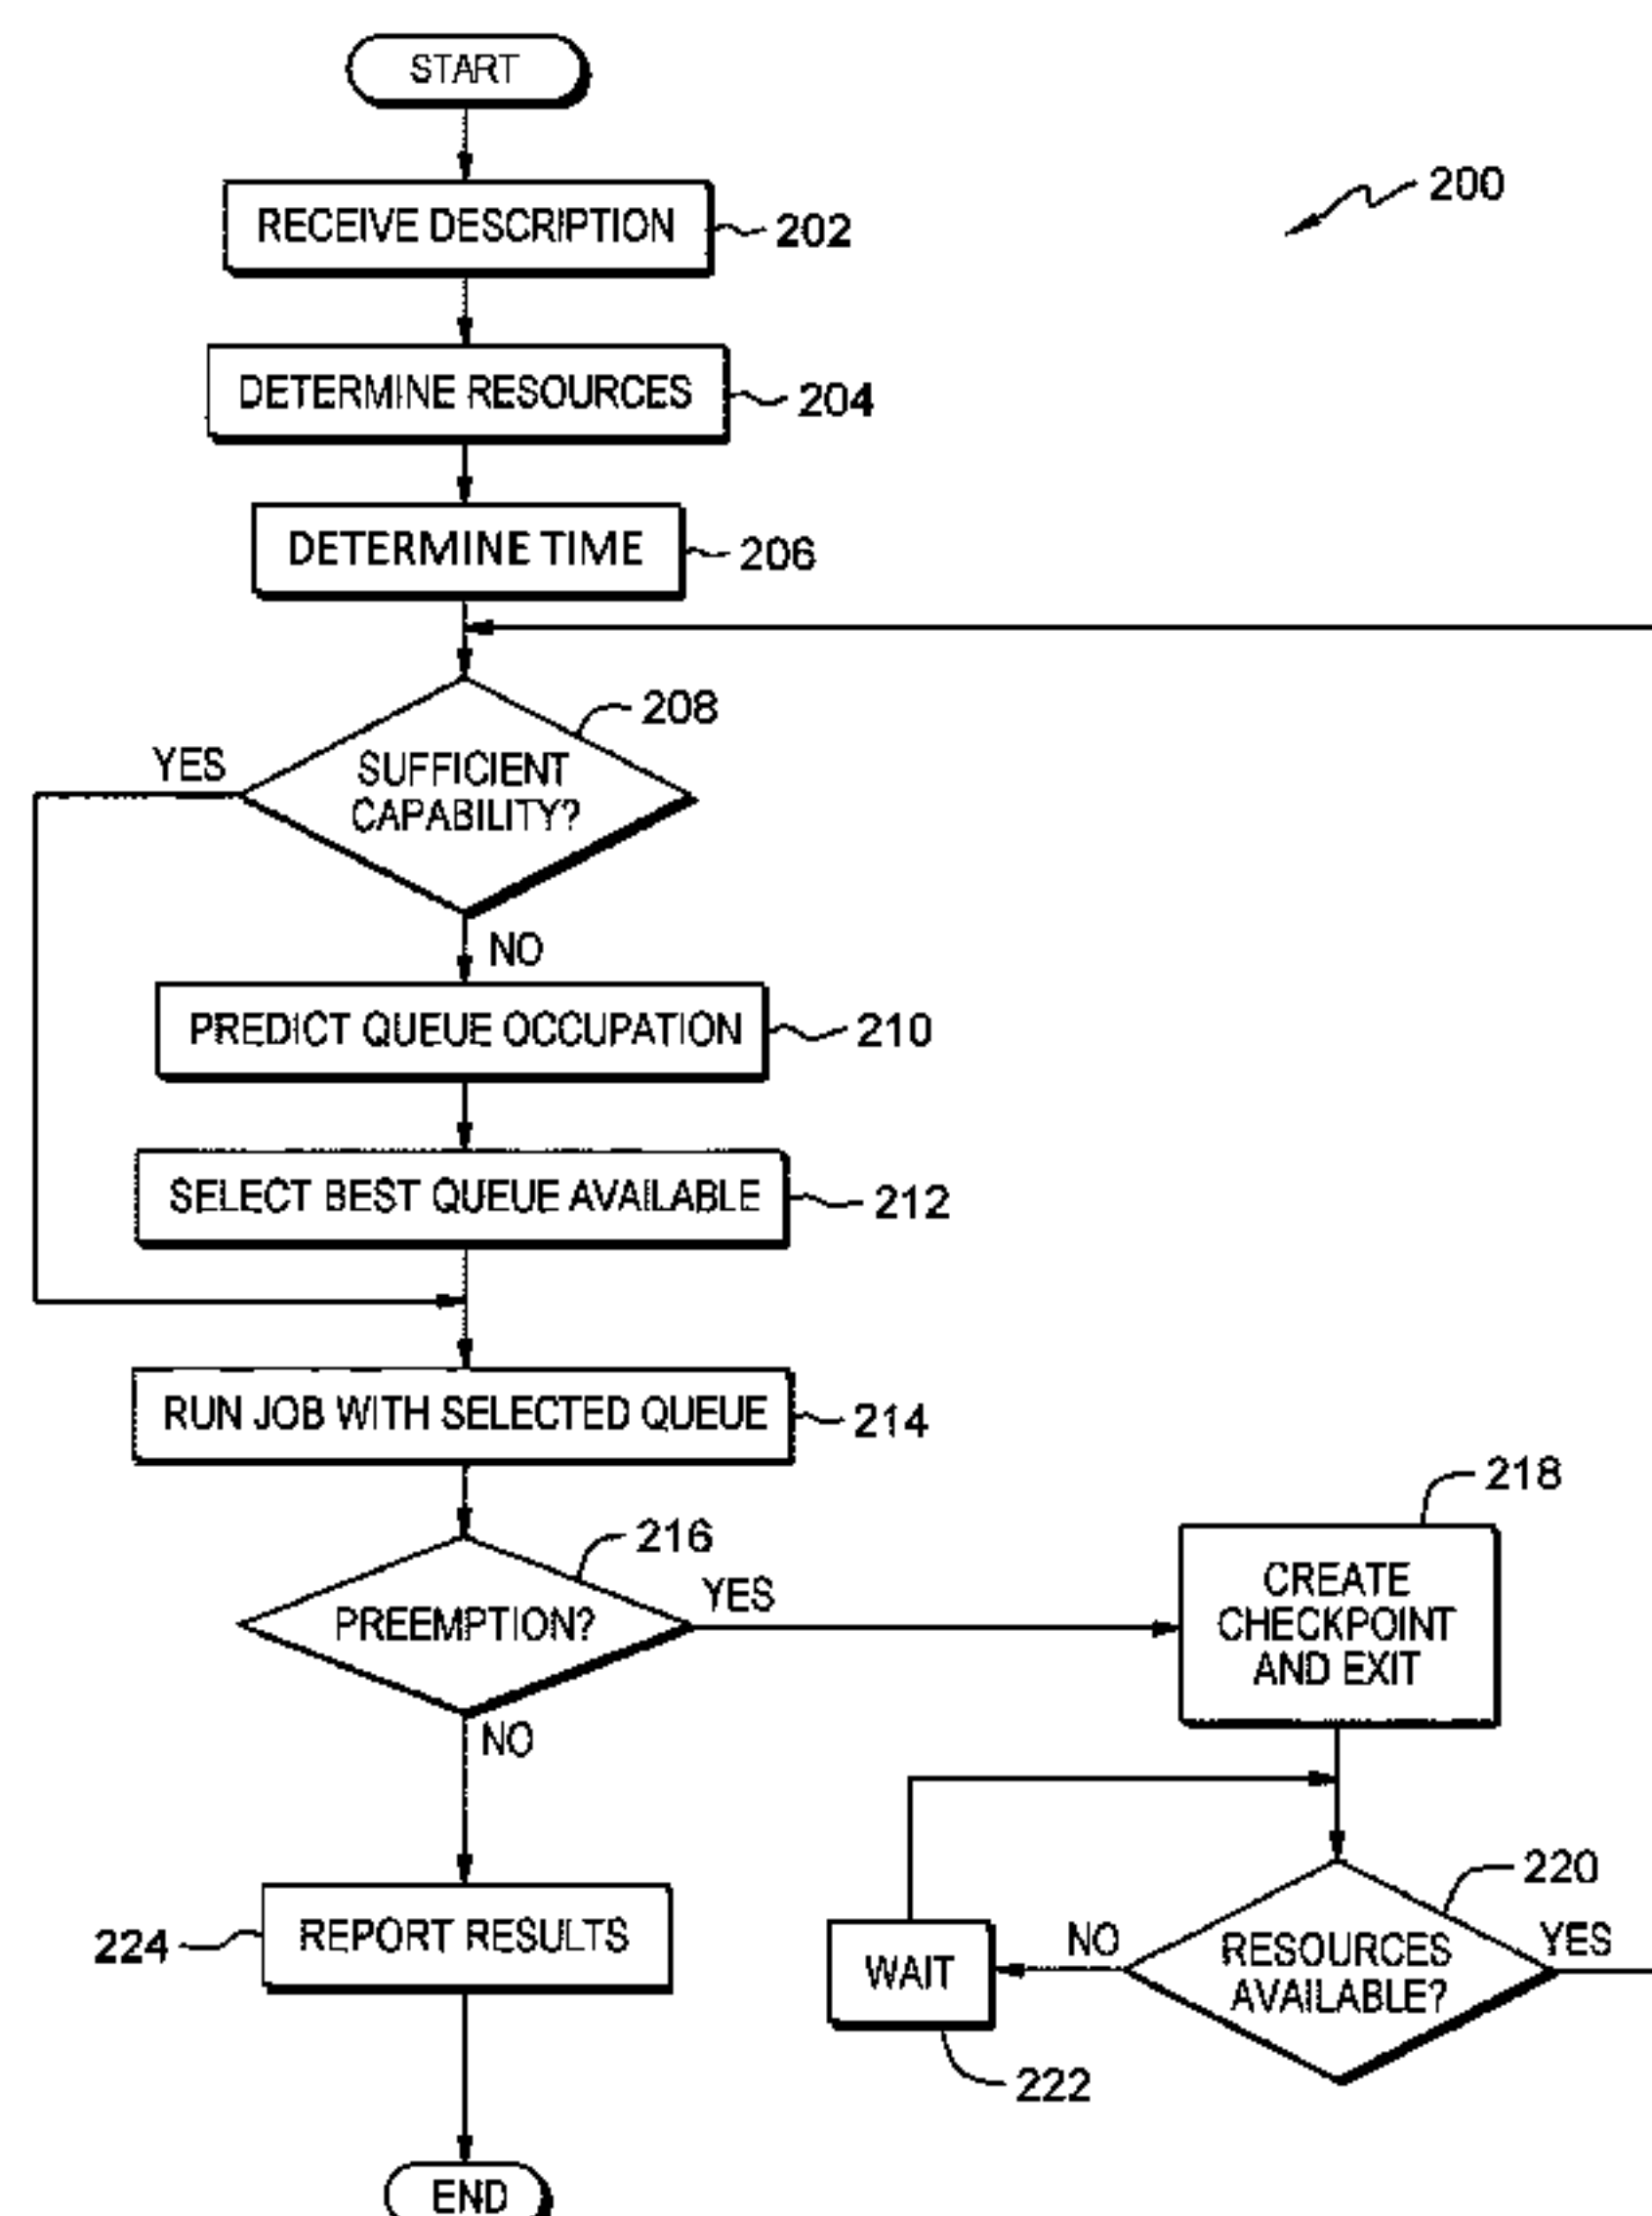 START
200
RECEIVE DESCRIPTION
202
DETERMINE RESOURCES
204
DETERMINE TIME
206
208
YES
SUFFICIENT
CAPABILITY?
NO
PREDICT QUEUE OCCUPATION
210
SELECT BEST QUEUE AVAILABLE
212
RUN JOB WITH SELECTED QUEUE
214
216
PREEMPTION?
YES
NO
218
CREATE
CHECKPOINT
AND EXIT
220
RESOURCES
AVAILABLE?
YES
NO
WAIT
222
REPORT RESULTS
224
END